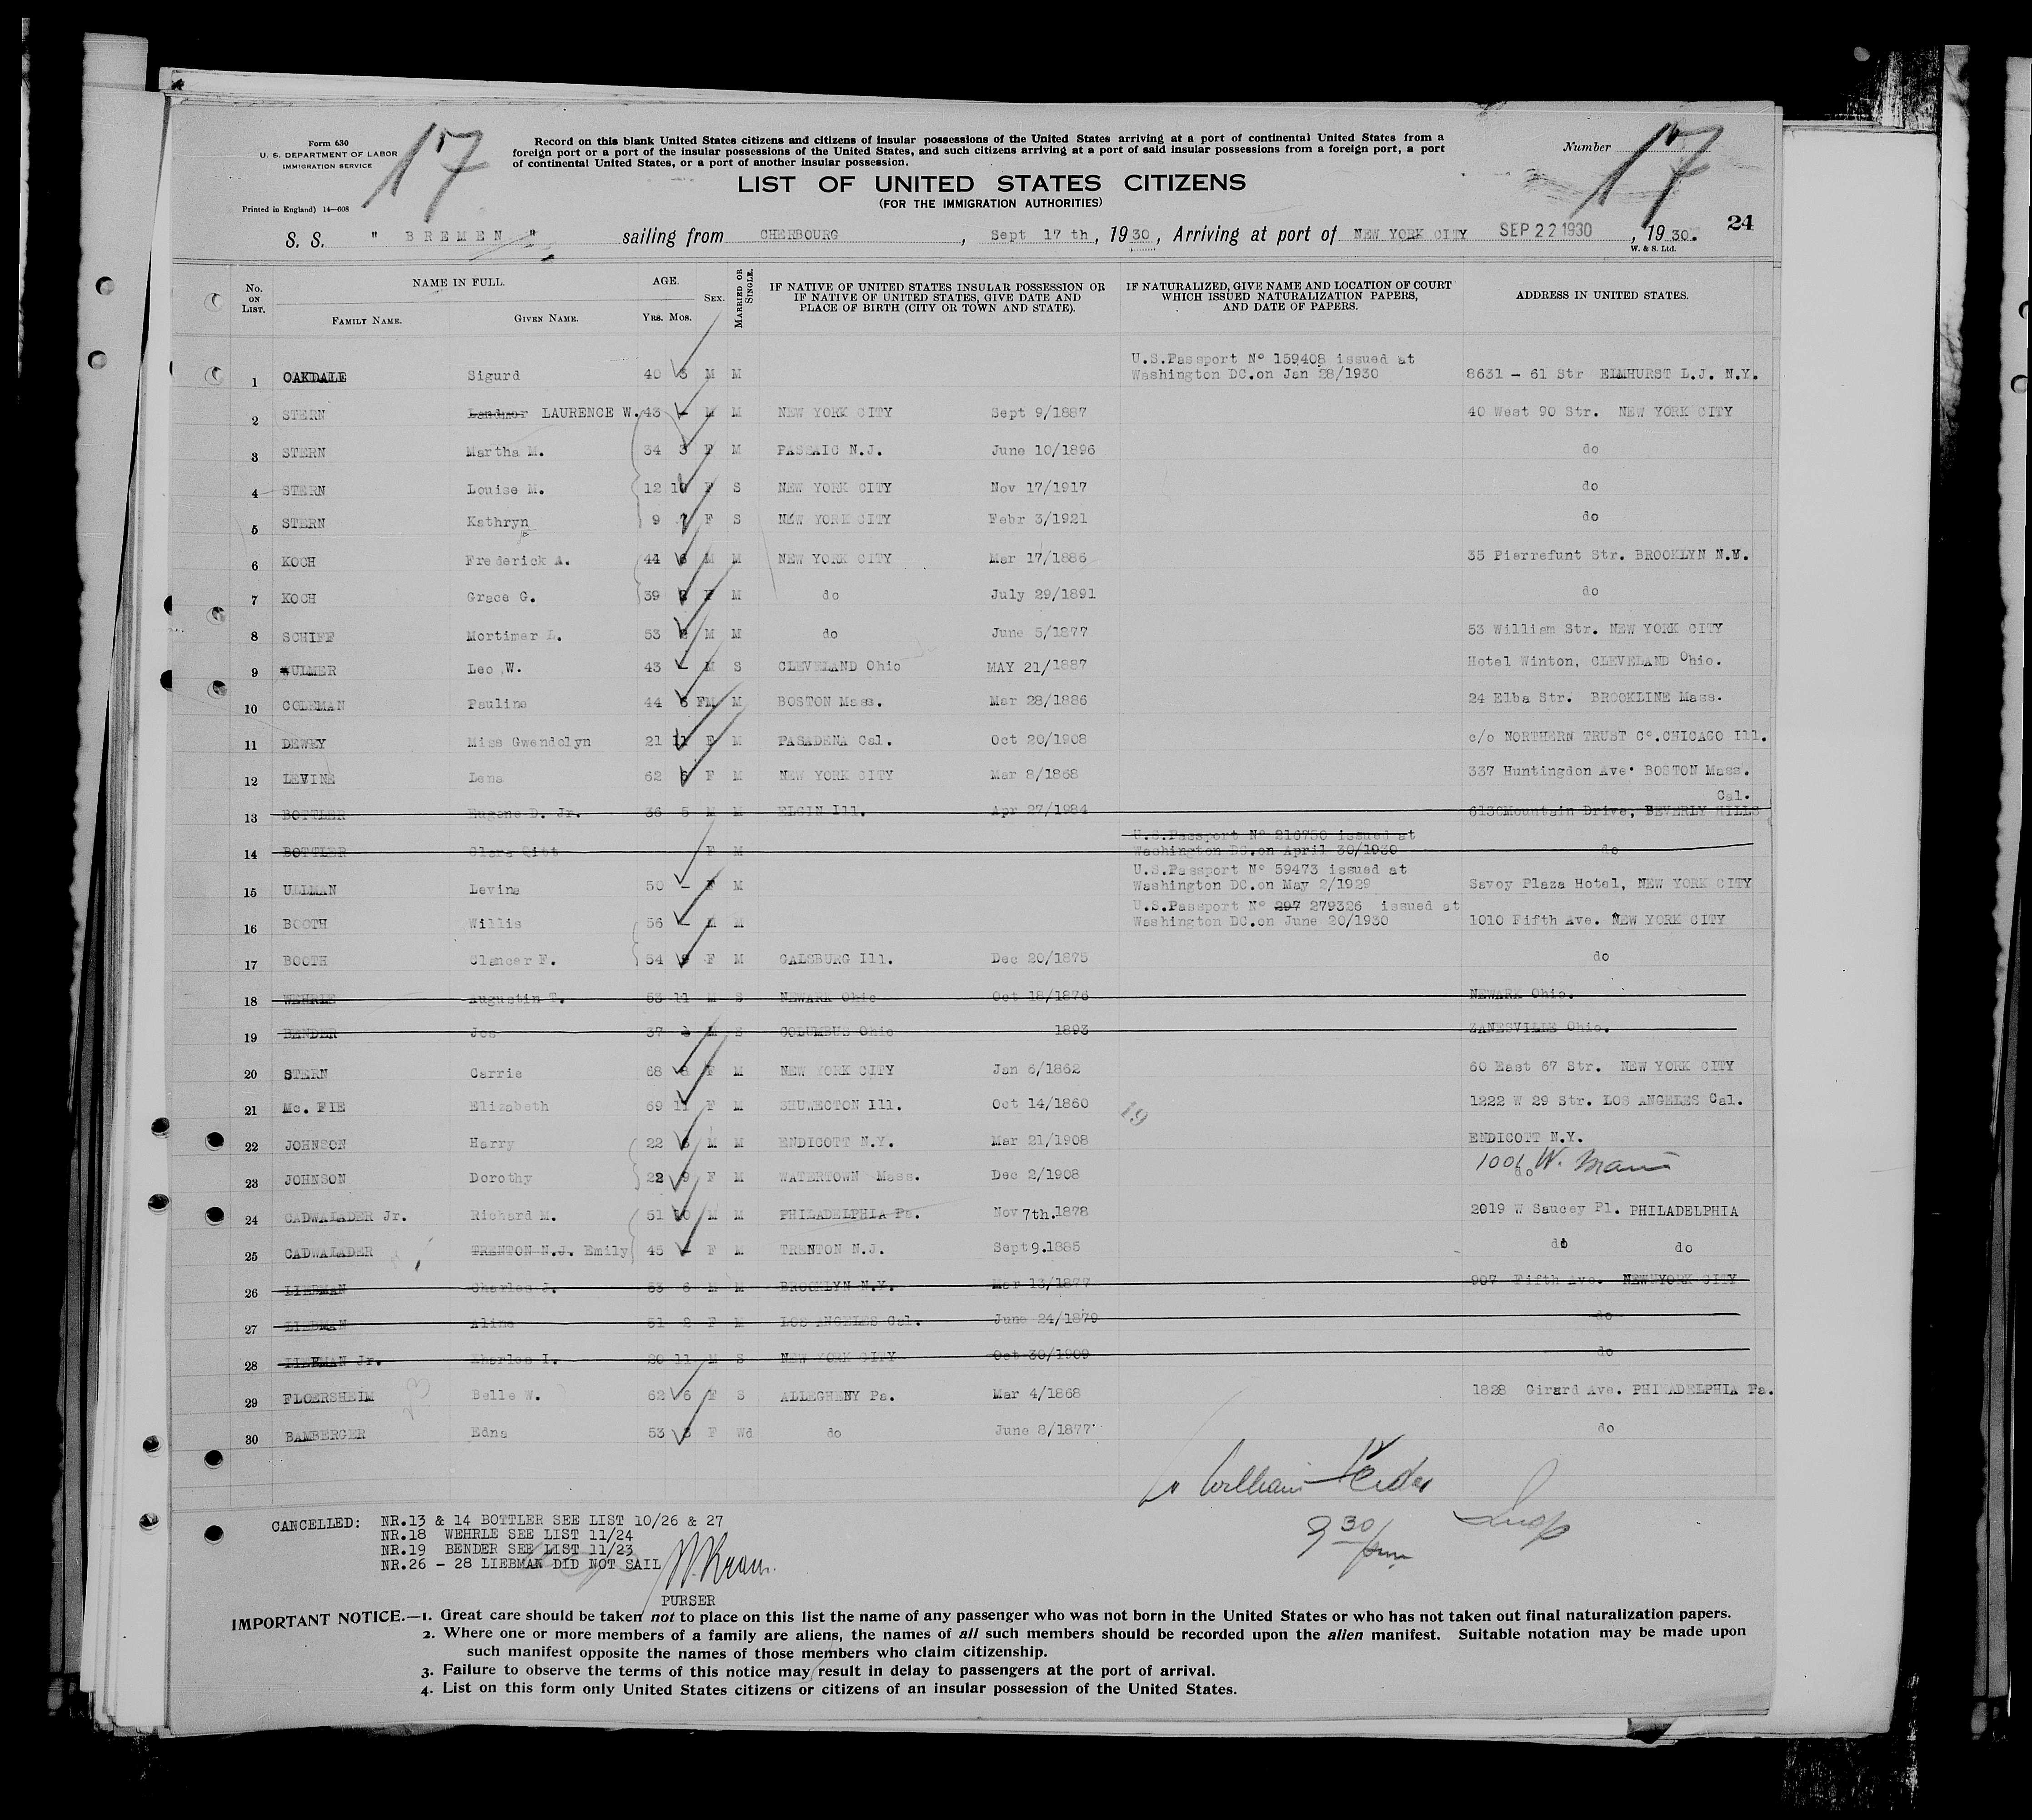 Form 630
U. S. DEPARTMENT OF LABOR
IMMIGRATION SERVICE
Printed in England) 14—608
17
Record on this blank United States citizens and citizens of insular possessions of the United States arriving at a port of continental United States from a
foreign port or a port of the insular possessions of the United States, and such citizens arriving at a port of said insular possessions from a foreign port, a port
of continental United States, or a port of another insular possession.
Number 17
LIST OF UNITED STATES CITIZENS
(FOR THE IMMIGRATION AUTHORITIES)
24
S. S. " BREMEN " sailing from CHERBOURG, Sept 17 th, 1930, Arriving at port of NEW YORK CITY SEP 22 1930, 1930.
W. & S. Ltd.
No. ON LIST. NAME IN FULL. FAMILY NAME. GIVEN NAME. AGE. YRS. MOS. SEX. MARRIED OR SINGLE. IF NATIVE OF UNITED STATES INSULAR POSSESSION OR IF NATIVE OF UNITED STATES, GIVE DATE AND PLACE OF BIRTH (CITY OR TOWN AND STATE). IF NATURALIZED, GIVE NAME AND LOCATION OF COURT WHICH ISSUED NATURALIZATION PAPERS, AND DATE OF PAPERS. ADDRESS IN UNITED STATES.
1 OAKDALE Sigurd 40 5 M M U.S.Passport No 159408 issued at Washington DC.on Jan 28/1930 8631 - 61 Str ELMHURST L.J. N.Y.
2 STERN LAURENCE W. 43 - M M NEW YORK CITY Sept 9/1887 40 West 90 Str. NEW YORK CITY
3 STERN Martha M. 34 3 F M PASSAIC N.J. June 10/1896 do
4 STERN Louise M. 12 10 F S NEW YORK CITY Nov 17/1917 do
5 STERN Kathryn 9 7 F S NEW YORK CITY Febr 3/1921 do
6 KOCH Frederick A. 44 6 M M NEW YORK CITY Mar 17/1886 35 Pierrefunt Str. BROOKLYN N.Y.
7 KOCH Grace G. 39 F M do July 29/1891 do
8 SCHIFF Mortimer L. 53 M M do June 5/1877 53 William Str. NEW YORK CITY
9 ULMER Leo W. 43 - M S CLEVELAND Ohio MAY 21/1887 Hotel Winton, CLEVELAND Ohio.
10 COLEMAN Pauline 44 6 FM M BOSTON Mass. Mar 28/1886 24 Elba Str. BROOKLINE Mass.
11 DEWEY Miss Gwendolyn 21 11 F M PASADENA Cal. Oct 20/1908 c/o NORTHERN TRUST Co.CHICAGO Ill.
12 LEVINE Lena 62 6 F M NEW YORK CITY Mar 8/1868 337 Huntingdon Ave. BOSTON Mass.
13 BOTTLER Eugene D. Jr. 36 5 M M ELGIN Ill. Apr 27/1984 6136Mountain Drive, BEVERLY HILLS Cal.
14 BOTTLER Clara Qitt F M U.S.Passport No 216750 issued at Washington DC.on April 30/1930 do
15 ULLMAN Levina 50 - F M U.S.Passport No 59473 issued at Washington DC.on May 2/1929 Savoy Plaza Hotel, NEW YORK CITY
16 BOOTH Willis 56 - M M U.S.Passport No 297 279326 issued at Washington DC.on June 20/1930 1010 Fifth Ave. NEW YORK CITY
17 BOOTH Clancer F. 54 9 F M GALSBURG Ill. Dec 20/1875 do
18 WEHRLE Augustin T. 53 11 M S NEWARK Ohio Oct 18/1876 NEWARK Ohio.
19 BENDER Jos 37 M S COLUMBUS Ohio 1893 ZANESVILLE Ohio.
20 STERN Carrie 68 8 F M NEW YORK CITY Jan 6/1862 60 East 67 Str. NEW YORK CITY
21 Mc. FIE Elizabeth 69 11 F M SHUWECTON Ill. Oct 14/1860 19 1222 W 29 Str. LOS ANGELES Cal.
22 JOHNSON Harry 22 6 M M ENDICOTT N.Y. Mar 21/1908 ENDICOTT N.Y.
1001 W. Main
23 JOHNSON Dorothy 22 9 F M WATERTOWN Mass. Dec 2/1908 do
24 CADWALADER Jr. Richard M. 51 10 M M PHILADELPHIA Pa. Nov 7th.1878 2019 W Saucey Pl. PHILADELPHIA
25 CADWALADER TRENTON N.J. Emily 45 - F M TRENTON N.J. Sept 9.1885 do do
26 LIEBMAN Charles J. 53 6 M M BROOKLYN N.Y. Mar 13/1877 907 Fifth Ave. NEWYORK CITY
27 LIEBMAN Aline 51 2 F M LOS ANGELES Cal. June 24/1879 do
28 LIEBMAN Jr. Kharles I. 20 11 M S NEW YORK CITY Oct 30/1909 do
29 FLOERSHEIM Belle W. 62 6 F S ALLEGHENY Pa. Mar 4/1868 1828 Girard Ave. PHILADELPHIA Pa.
30 BAMBERGER Edna 53 3 F Wd do June 8/1877 do
William
9 30
Insp
CANCELLED: NR.13 & 14 BOTTLER SEE LIST 10/26 & 27
NR.18 WEHRLE SEE LIST 11/24
NR.19 BENDER SEE LIST 11/23
NR.26 - 28 LIEBMAN DID NOT SAIL
PURSER
IMPORTANT NOTICE.—1. Great care should be taken not to place on this list the name of any passenger who was not born in the United States or who has not taken out final naturalization papers.
2. Where one or more members of a family are aliens, the names of all such members should be recorded upon the alien manifest. Suitable notation may be made upon
such manifest opposite the names of those members who claim citizenship.
3. Failure to observe the terms of this notice may result in delay to passengers at the port of arrival.
4. List on this form only United States citizens or citizens of an insular possession of the United States.